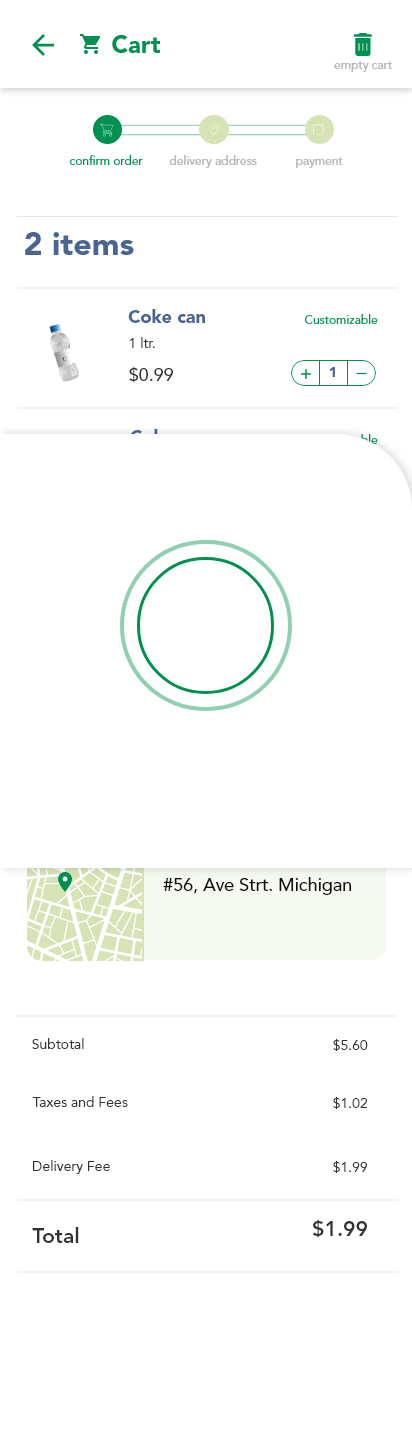 Cart
empty cart
confirm order
delivery address
payment
2 items
Coke can
Customizable
1 ltr.
$0.99
+ 1 −
#56, Ave Strt. Michigan
Subtotal
$5.60
Taxes and Fees
$1.02
Delivery Fee
$1.99
Total
$1.99